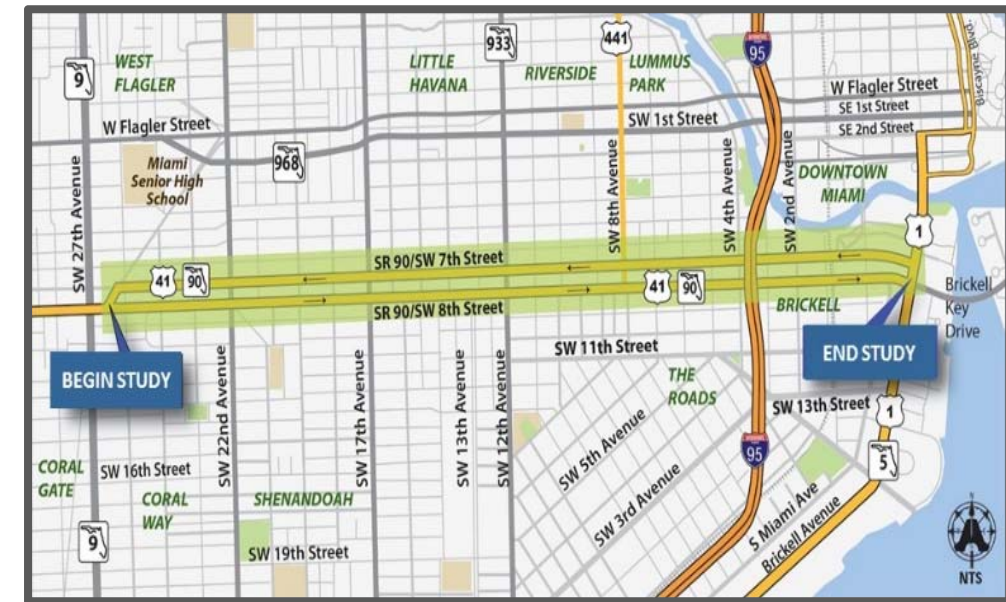 WEST
FLAGLER
9
LITTLE
HAVANA
933
RIVERSIDE
441
LUMMUS
PARK
95
Biscayne Blvd.
W Flagler Street
SE 1st Street
SE 2nd Street
W Flagler Street
SW 1st Street
968
Miami
Senior High
School
SW 27th Avenue
SW 8th Avenue
SW 4th Avenue
SW 2nd Avenue
DOWNTOWN
MIAMI
1
SR 90/SW 7th Street
41
90
41
90
SR 90/SW 8th Street
BRICKELL
Brickell
Key
Drive
BEGIN STUDY
END STUDY
SW 11th Street
THE
ROADS
SW 13th Street
1
5
SW 22nd Avenue
SW 17th Avenue
SW 13th Avenue
SW 12th Avenue
SW 5th Avenue
SW 3rd Avenue
95
S Miami Ave
Brickell Avenue
CORAL
GATE
SW 16th Street
CORAL
WAY
SHENANDOAH
9
SW 19th Street
NTS